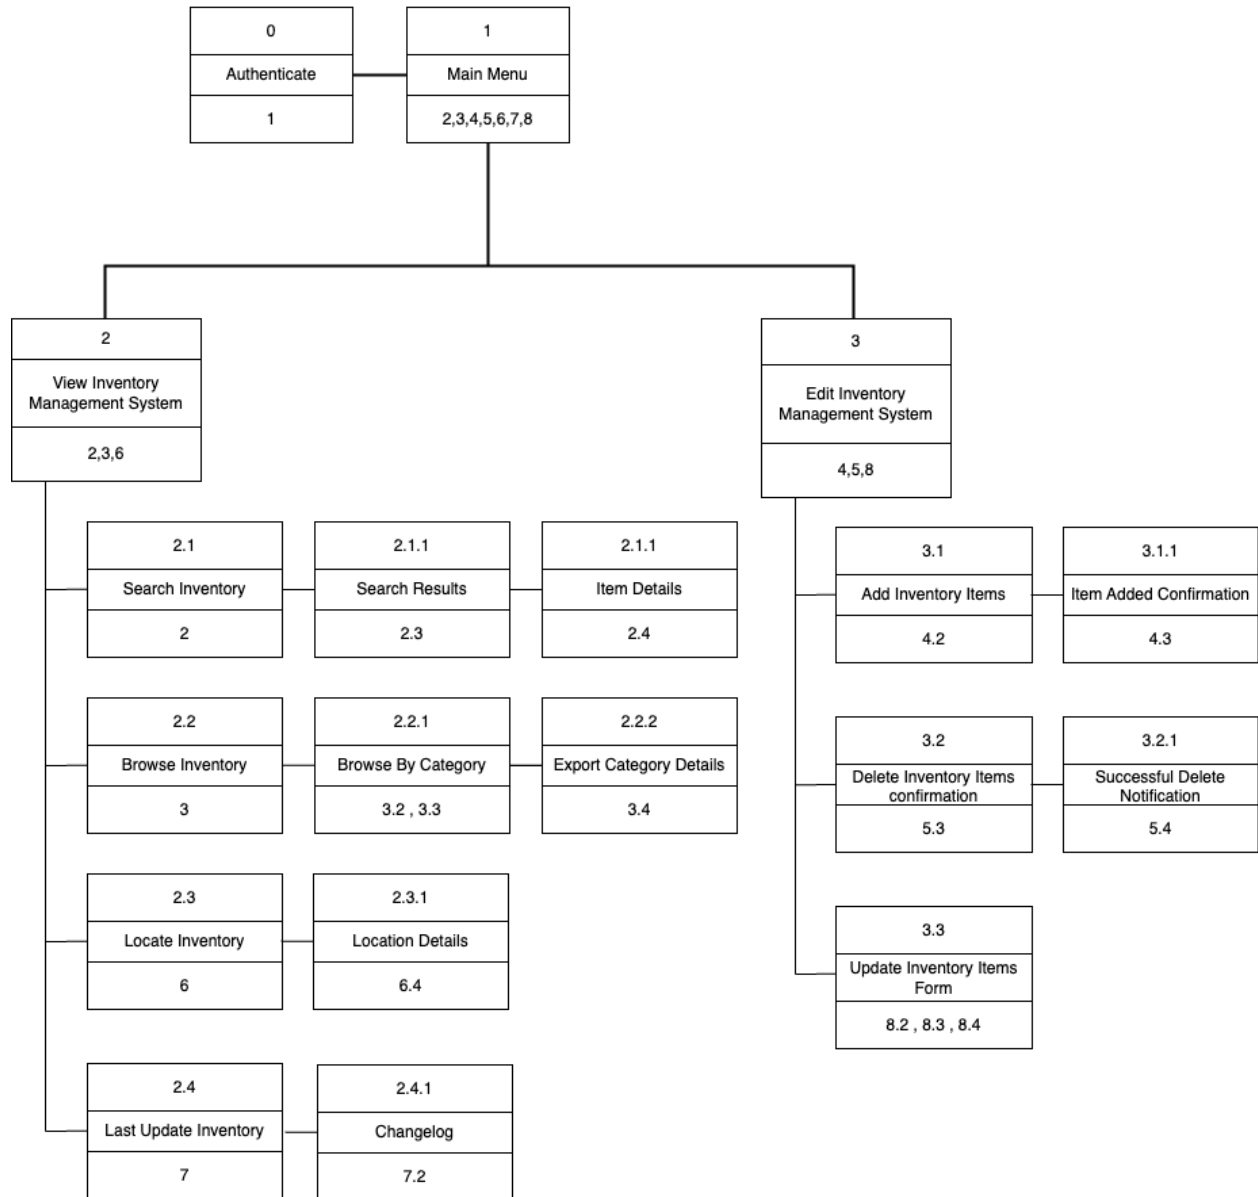 0
Authenticate
1
1
Main Menu
2,3,4,5,6,7,8
2
View Inventory
Management System
2,3,6
3
Edit Inventory
Management System
4,5,8
2.1
Search Inventory
2
2.1.1
Search Results
2.3
2.1.1
Item Details
2.4
2.2
Browse Inventory
3
2.2.1
Browse By Category
3.2 , 3.3
2.2.2
Export Category Details
3.4
2.3
Locate Inventory
6
2.3.1
Location Details
6.4
2.4
Last Update Inventory
7
2.4.1
Changelog
7.2
3.1
Add Inventory Items
4.2
3.1.1
Item Added Confirmation
4.3
3.2
Delete Inventory Items
confirmation
5.3
3.2.1
Successful Delete
Notification
5.4
3.3
Update Inventory Items
Form
8.2 , 8.3 , 8.4